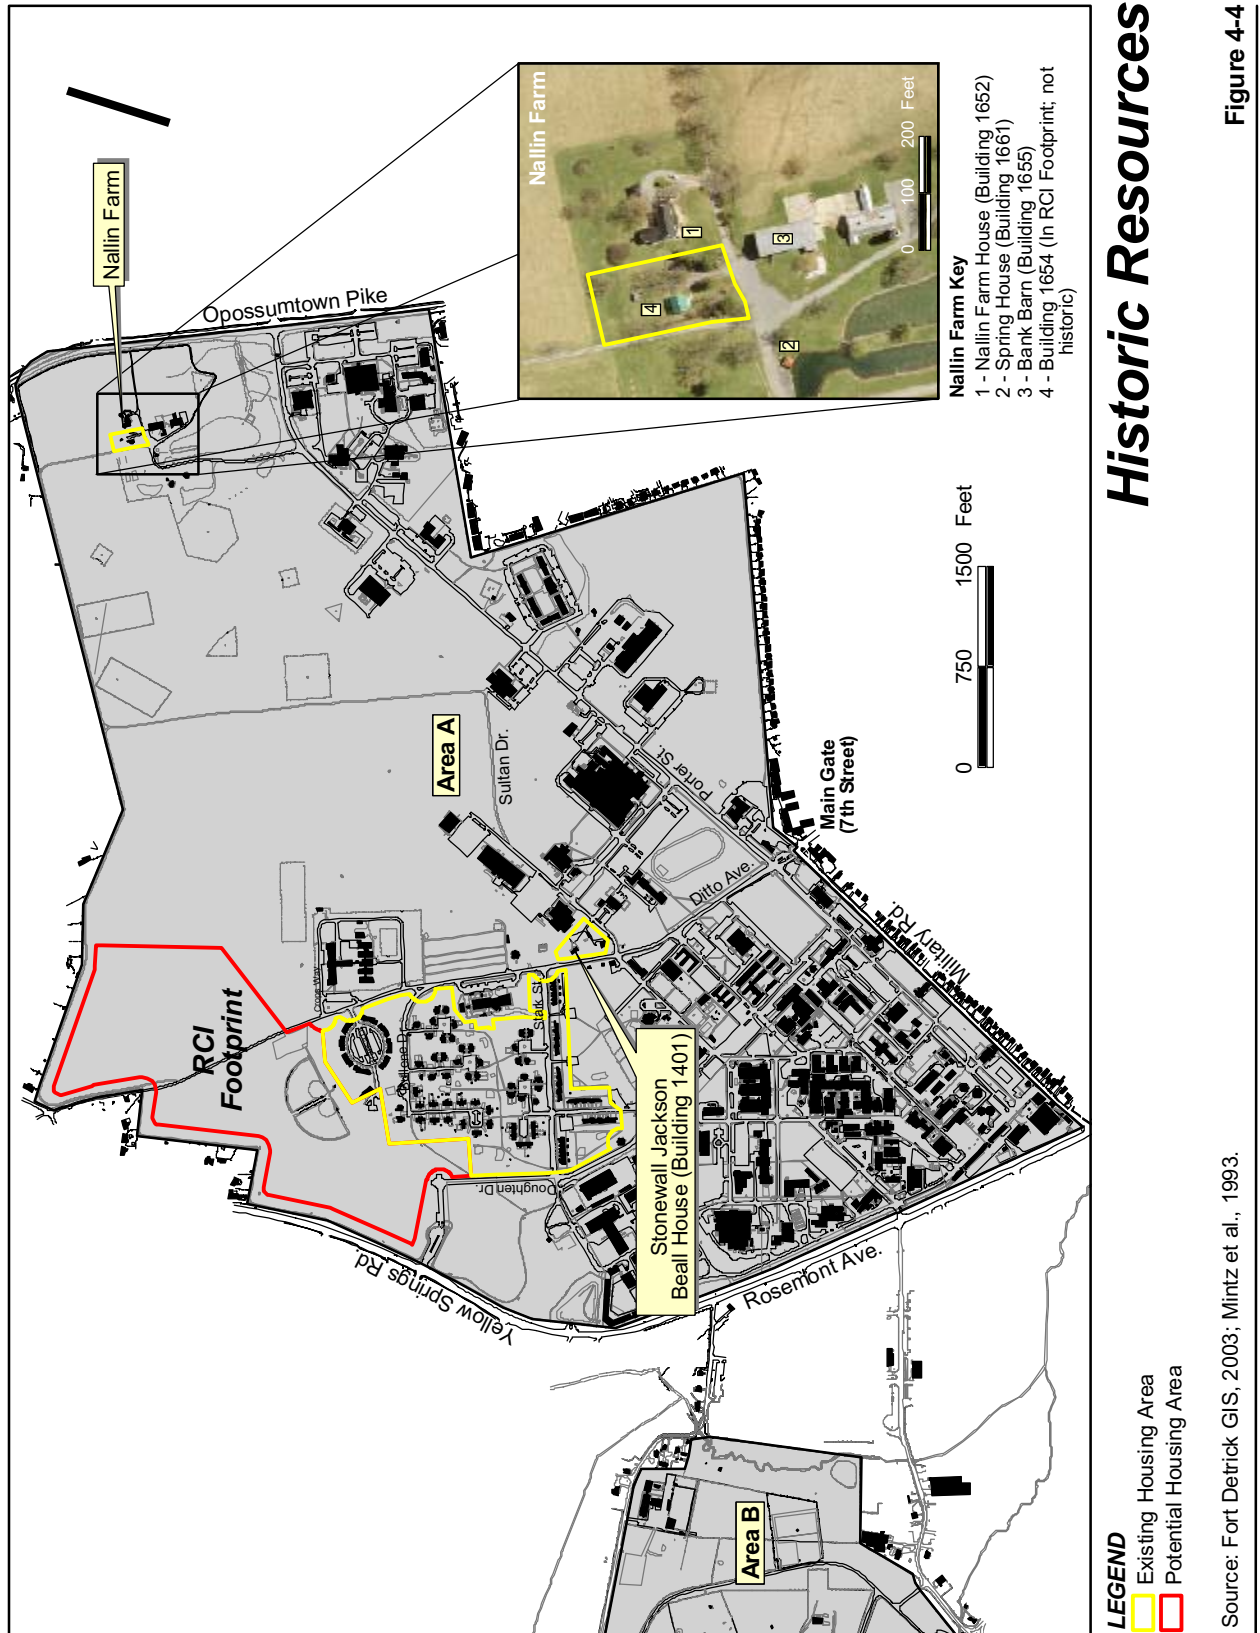 Nallin Farm
Opossumtown Pike
Nallin Farm
1
2
3
4
0 100 200 Feet
Nallin Farm Key
1 - Nallin Farm House (Building 1652)
2 - Spring House (Building 1661)
3 - Bank Barn (Building 1655)
4 - Building 1654 (In RCI Footprint; not
historic)
RCI
Footprint
Area A
Sultan Dr.
Porter St.
Ditto Ave.
Military Rd.
Main Gate
(7th Street)
Stark St.
Doughten
Dr.
Yellow Springs Rd.
Rosemont Ave.
Stonewall Jackson
Beall House (Building 1401)
Area B
0 750 1500 Feet
LEGEND
Existing Housing Area
Potential Housing Area
Source: Fort Detrick GIS, 2003; Mintz et al., 1993.
Historic Resources
Figure 4-4